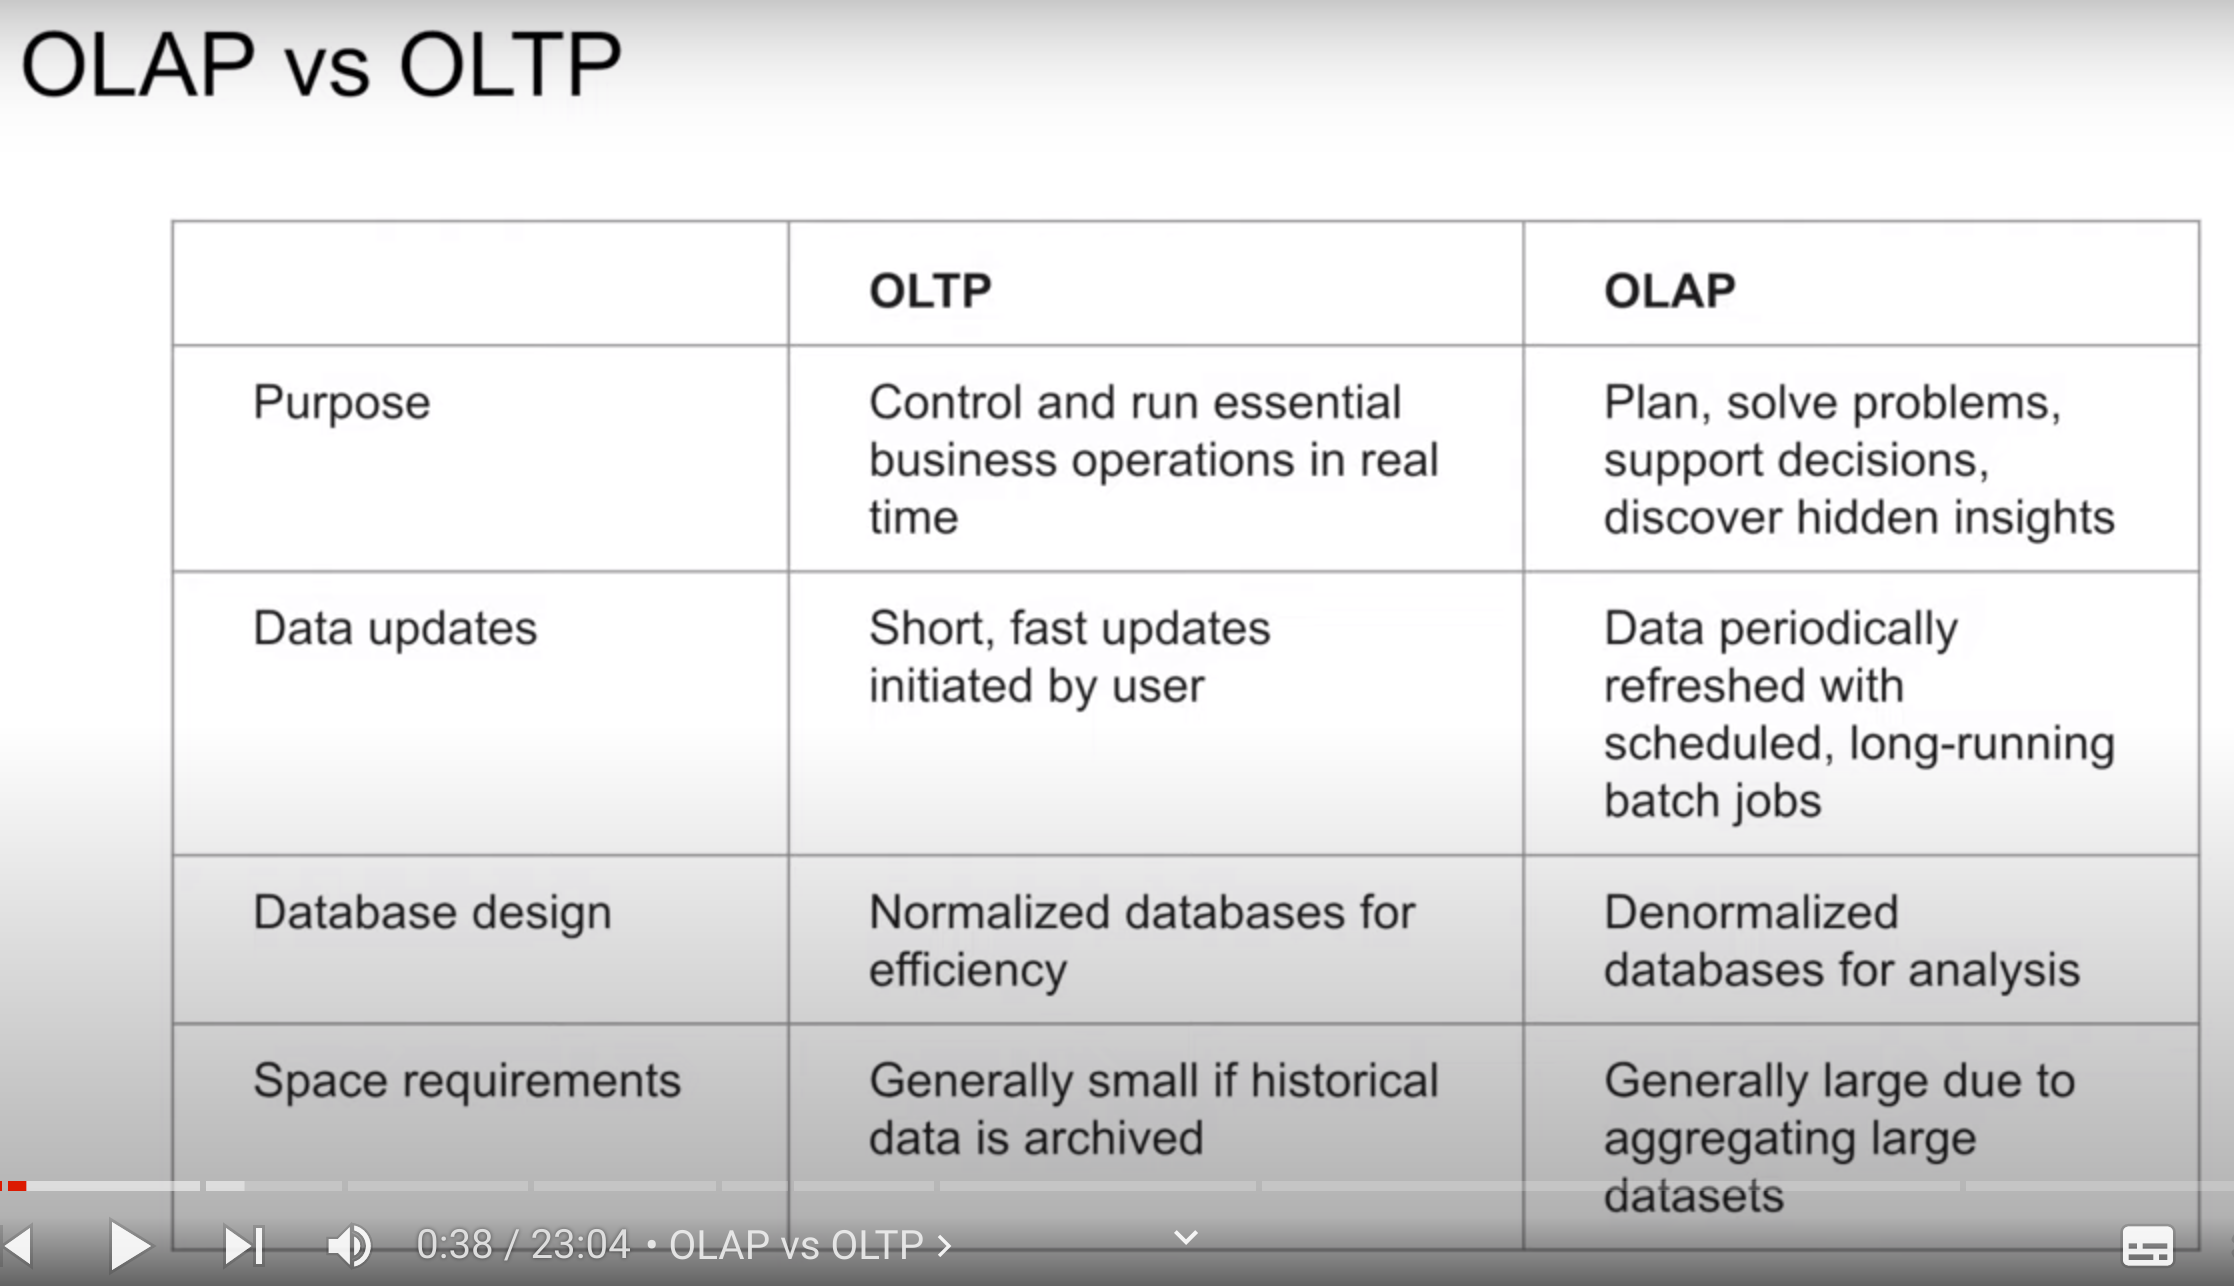 OLAP vs OLTP
OLTP
OLAP
Purpose
Control and run essential
business operations in real
time
Plan, solve problems,
support decisions,
discover hidden insights
Data updates
Short, fast updates
initiated by user
Data periodically
refreshed with
scheduled, long-running
batch jobs
Database design
Normalized databases for
efficiency
Denormalized
databases for analysis
Space requirements
Generally small if historical
data is archived
Generally large due to
aggregating large
datasets
0:38 / 23:04 • OLAP vs OLTP >